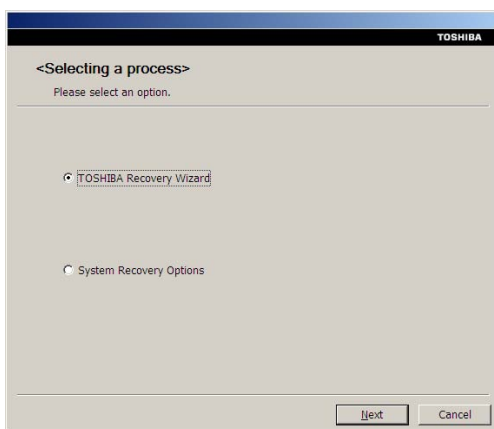 TOSHIBA
<Selecting a process>
Please select an option.
TOSHIBA Recovery Wizard
System Recovery Options
Next
Cancel